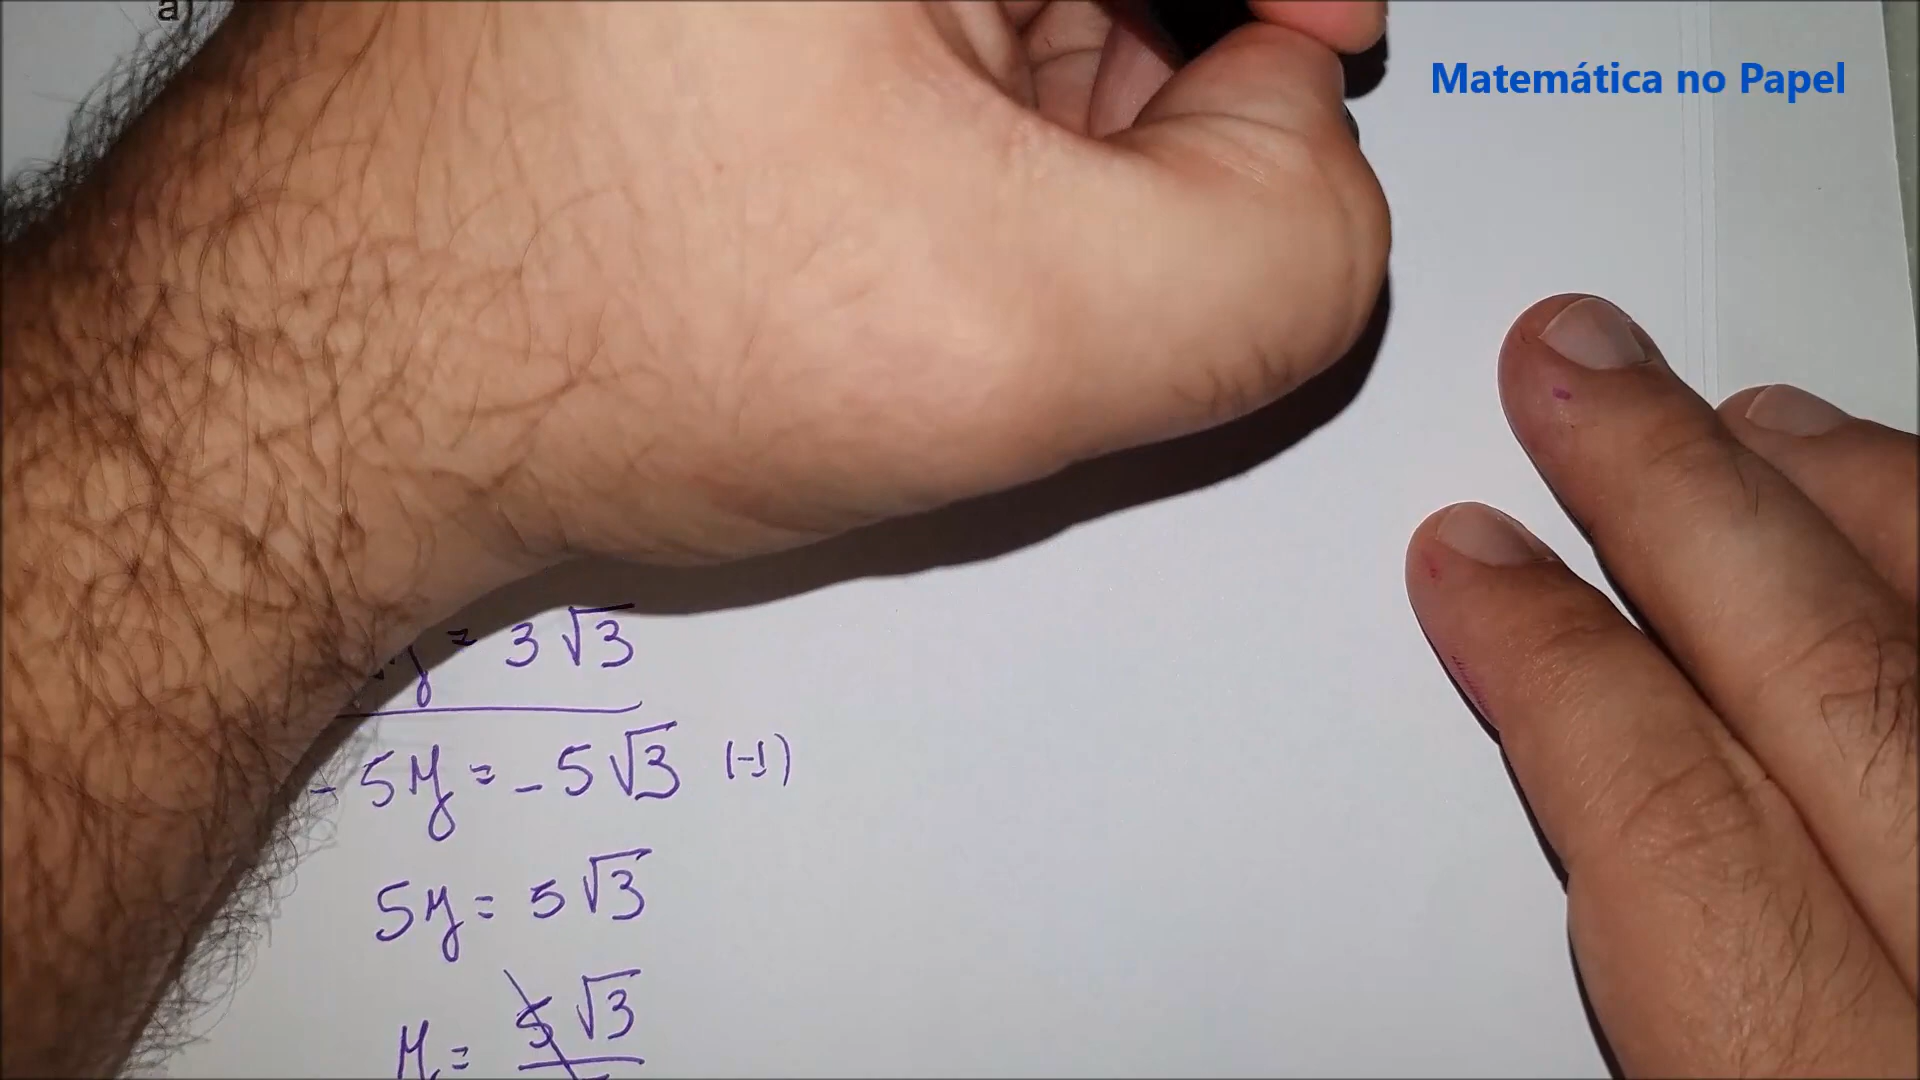 a)
Matemática no Papel
y = 3√3
- 5y = - 5√3 (-1)
5y = 5√3
y = 5√3